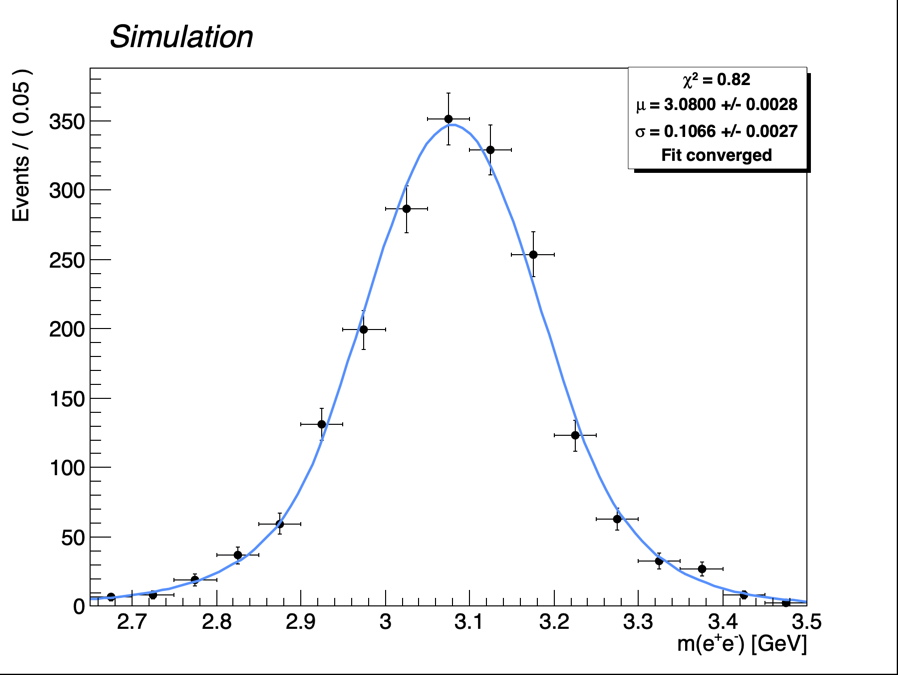 Simulation
Events / ( 0.05 )
χ² = 0.82
μ = 3.0800 +/- 0.0028
σ = 0.1066 +/- 0.0027
Fit converged
350
300
250
200
150
100
50
0
2.7 2.8 2.9 3 3.1 3.2 3.3 3.4 3.5
m(e⁺e⁻) [GeV]